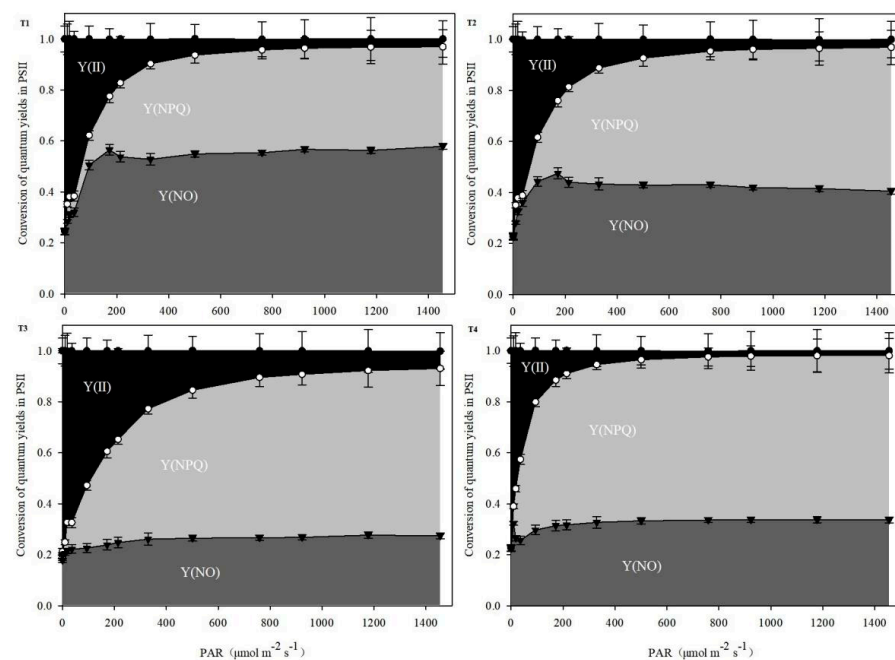 T1
T2
Conversion of quantum yields in PSII
1.0
0.8
0.6
0.4
0.2
0.0
Y(II)
Y(NPQ)
Y(NO)
0 200 400 600 800 1000 1200 1400
Conversion of quantum yields in PSII
1.0
0.8
0.6
0.4
0.2
0.0
Y(II)
Y(NPQ)
Y(NO)
0 200 400 600 800 1000 1200 1400
T3
T4
Conversion of quantum yields in PSII
1.0
0.8
0.6
0.4
0.2
0.0
Y(II)
Y(NPQ)
Y(NO)
0 200 400 600 800 1000 1200 1400
PAR（μmol m⁻² s⁻¹）
Conversion of quantum yields in PSII
1.0
0.8
0.6
0.4
0.2
0.0
Y(II)
Y(NPQ)
Y(NO)
0 200 400 600 800 1000 1200 1400
PAR（μmol m⁻² s⁻¹）